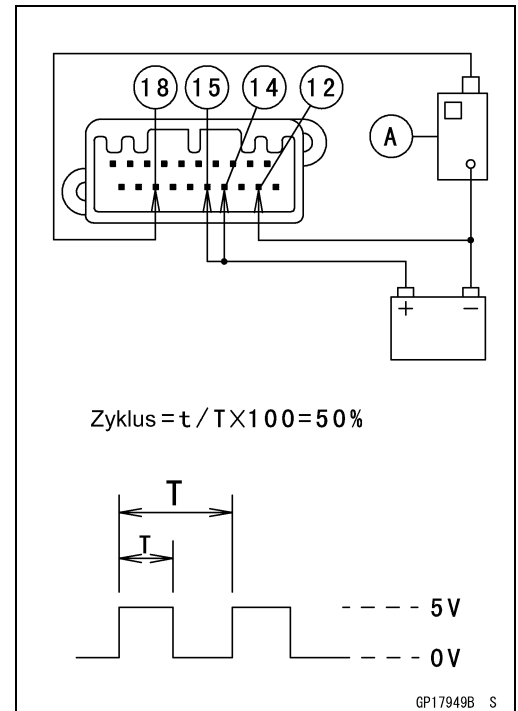 18 15 14 12
A
+ −
Zyklus=t/T×100=50%
T
T
5V
0V
GP17949B S